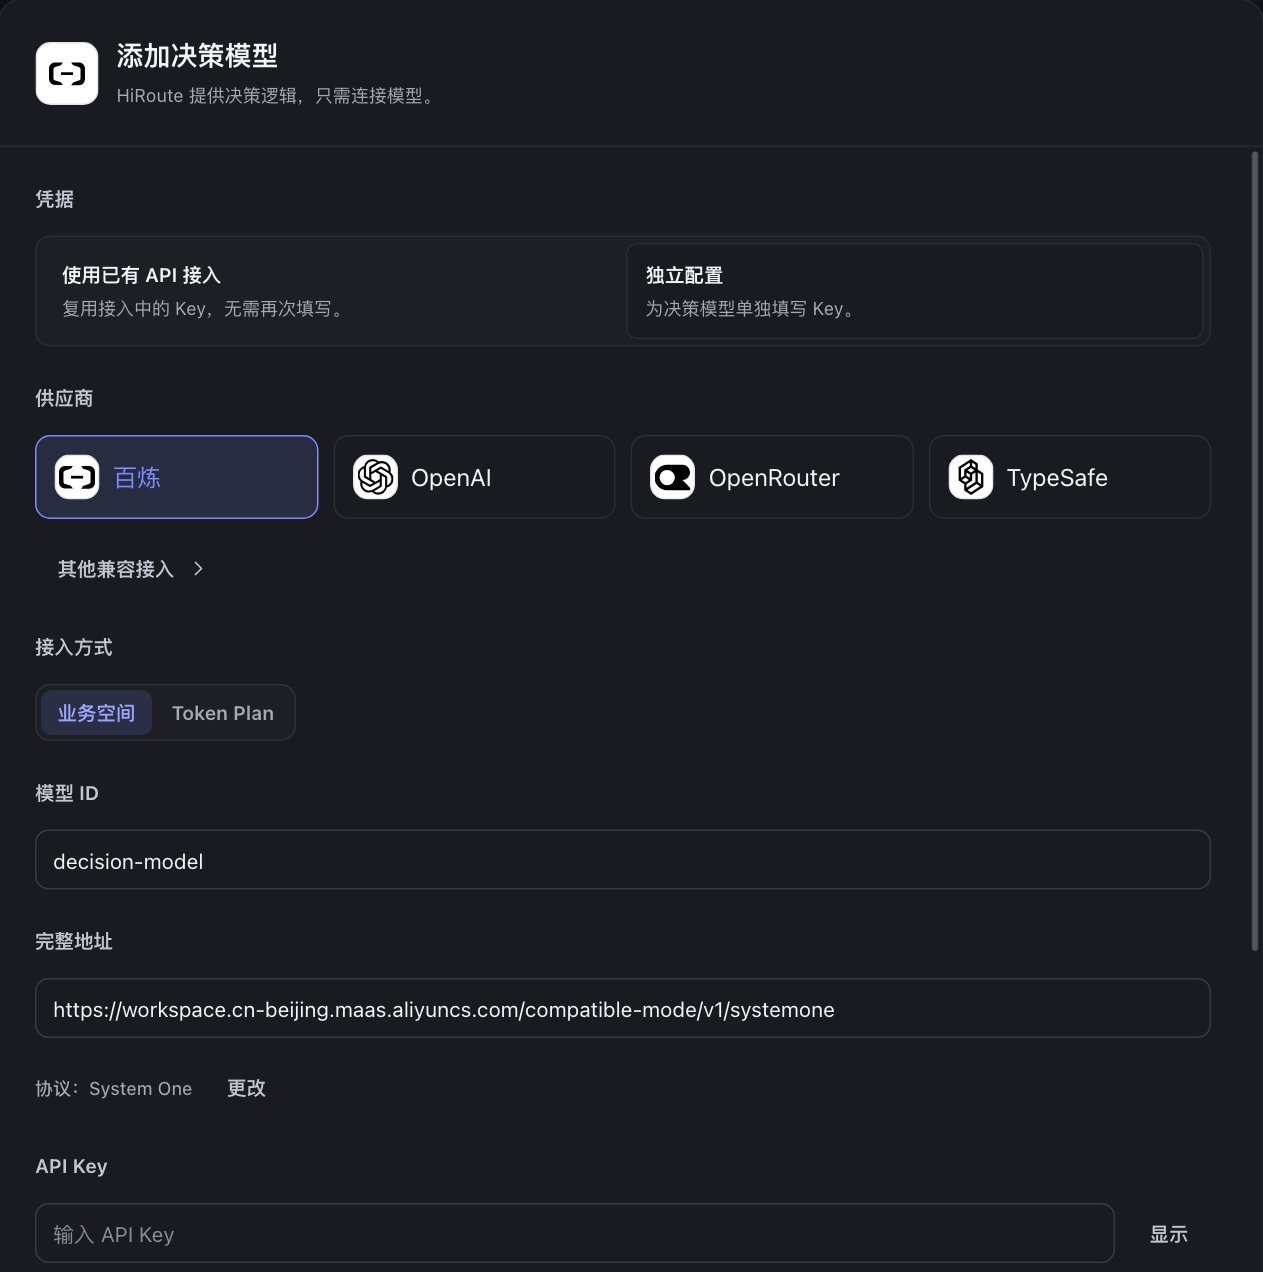 添加决策模型
HiRoute 提供决策逻辑，只需连接模型。
凭据
使用已有 API 接入
复用接入中的 Key，无需再次填写。
独立配置
为决策模型单独填写 Key。
供应商
百炼
OpenAI
OpenRouter
TypeSafe
其他兼容接入
接入方式
业务空间
Token Plan
模型 ID
decision-model
完整地址
https://workspace.cn-beijing.maas.aliyuncs.com/compatible-mode/v1/systemone
协议：System One 更改
API Key
输入 API Key
显示